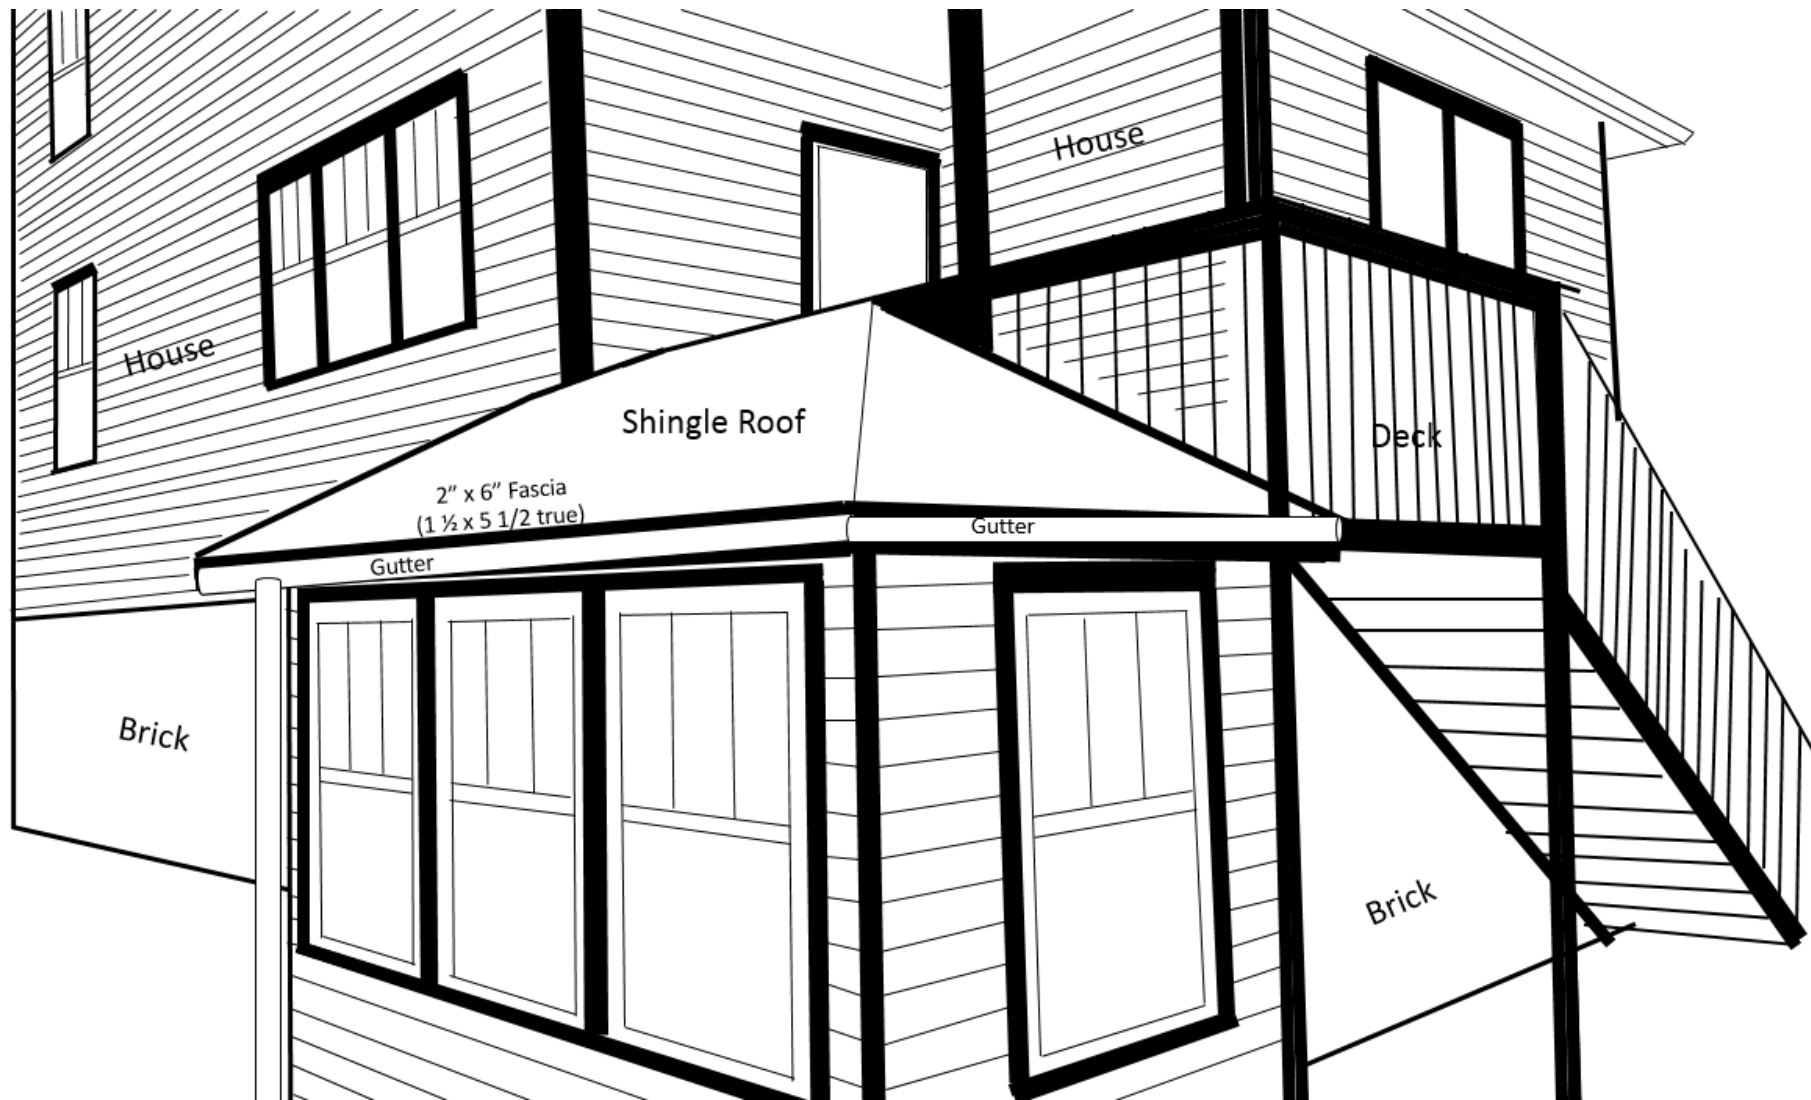 House
House
Shingle Roof
Deck
2” x 6” Fascia
(1 ½ x 5 1/2 true)
Gutter
Gutter
Brick
Brick